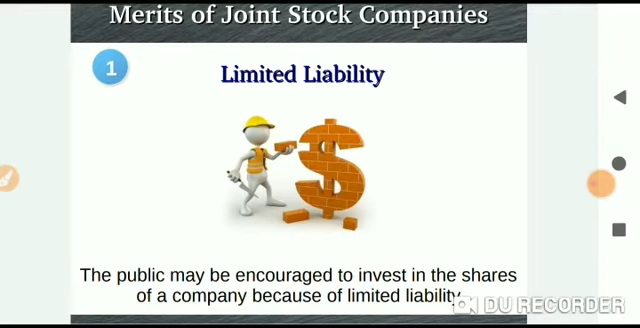 Merits of Joint Stock Companies
1
Limited Liability
$
The public may be encouraged to invest in the shares
of a company because of limited liability
DU RECORDER